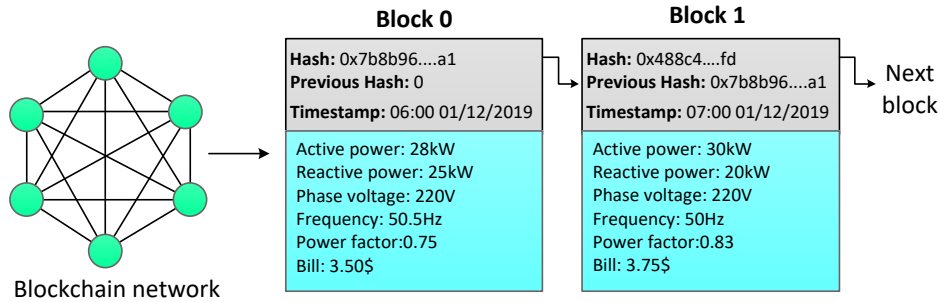 Block 0
Hash: 0x7b8b96....a1
Previous Hash: 0
Timestamp: 06:00 01/12/2019
Active power: 28kW
Reactive power: 25kW
Phase voltage: 220V
Frequency: 50.5Hz
Power factor:0.75
Bill: 3.50$
Block 1
Hash: 0x488c4....fd
Previous Hash: 0x7b8b96....a1
Timestamp: 07:00 01/12/2019
Active power: 30kW
Reactive power: 20kW
Phase voltage: 220V
Frequency: 50Hz
Power factor:0.83
Bill: 3.75$
Next
block
Blockchain network